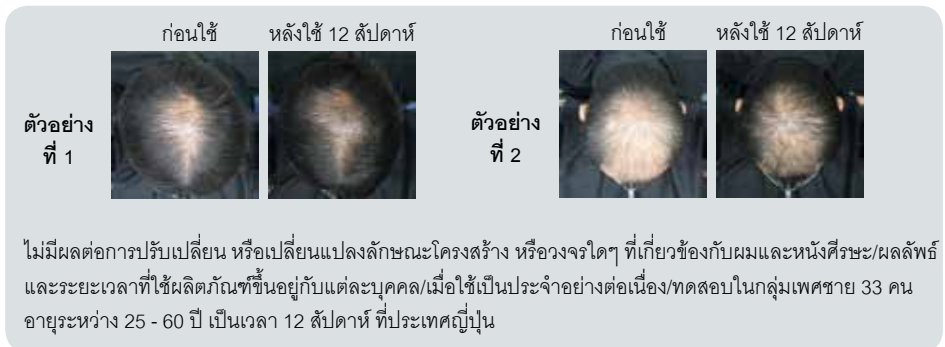 ก่อนใช้ หลังใช้ 12 สัปดาห์
ตัวอย่าง
ที่ 1
ก่อนใช้ หลังใช้ 12 สัปดาห์
ตัวอย่าง
ที่ 2
ไม่มีผลต่อการปรับเปลี่ยน หรือเปลี่ยนแปลงลักษณะโครงสร้าง หรือวงจรใดๆ ที่เกี่ยวข้องกับผมและหนังศีรษะ/ผลลัพธ์
และระยะเวลาที่ใช้ผลิตภัณฑ์ขึ้นอยู่กับแต่ละบุคคล/เมื่อใช้เป็นประจำอย่างต่อเนื่อง/ทดสอบในกลุ่มเพศชาย 33 คน
อายุระหว่าง 25 - 60 ปี เป็นเวลา 12 สัปดาห์ ที่ประเทศญี่ปุ่น